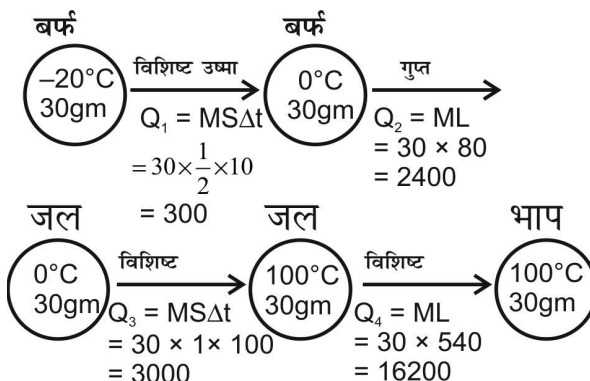 बर्फ
–20°C
30gm
विशिष्ट उष्मा
Q₁ = MSΔt
= 30 × 1/2 × 10
= 300
बर्फ
0°C
30gm
गुप्त
Q₂ = ML
= 30 × 80
= 2400
जल
0°C
30gm
विशिष्ट
Q₃ = MSΔt
= 30 × 1× 100
= 3000
जल
100°C
30gm
विशिष्ट
Q₄ = ML
= 30 × 540
= 16200
भाप
100°C
30gm